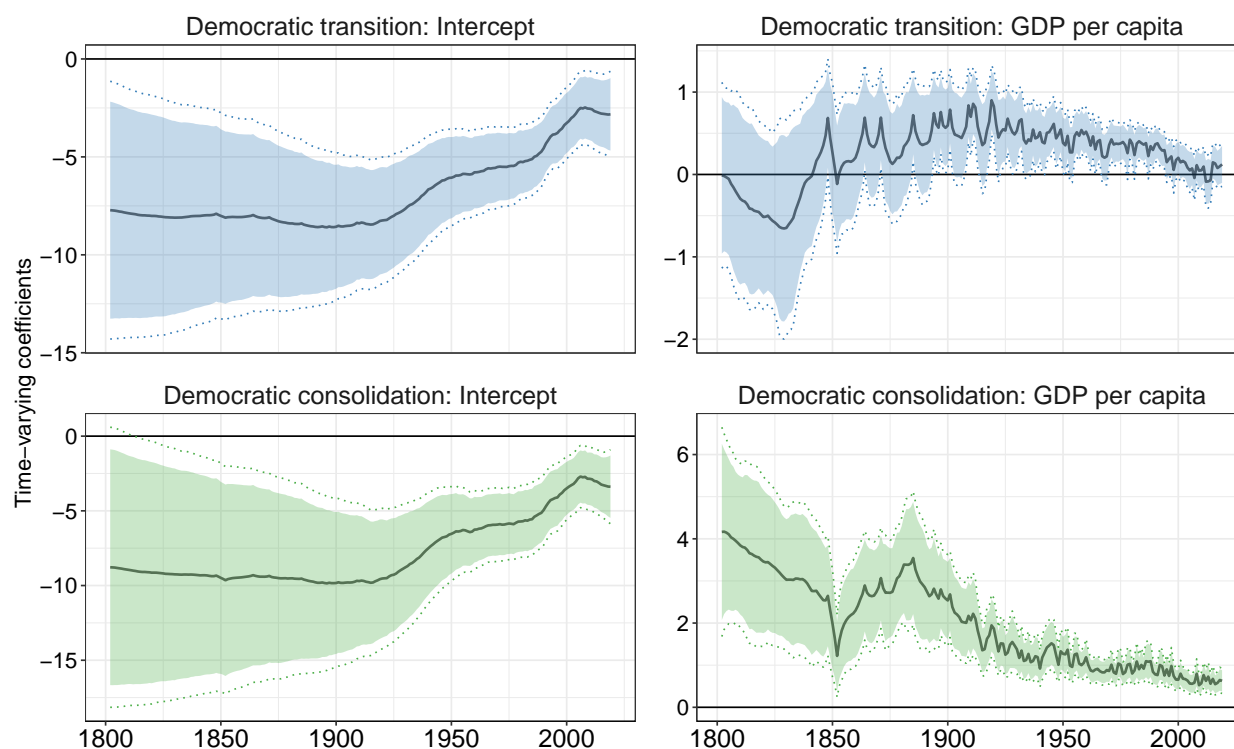 Democratic transition: Intercept
Democratic transition: GDP per capita
0
−5
−10
−15
1
0
−1
−2
Time−varying coefficients
Democratic consolidation: Intercept
Democratic consolidation: GDP per capita
0
−5
−10
−15
6
4
2
0
1800 1850 1900 1950 2000
1800 1850 1900 1950 2000